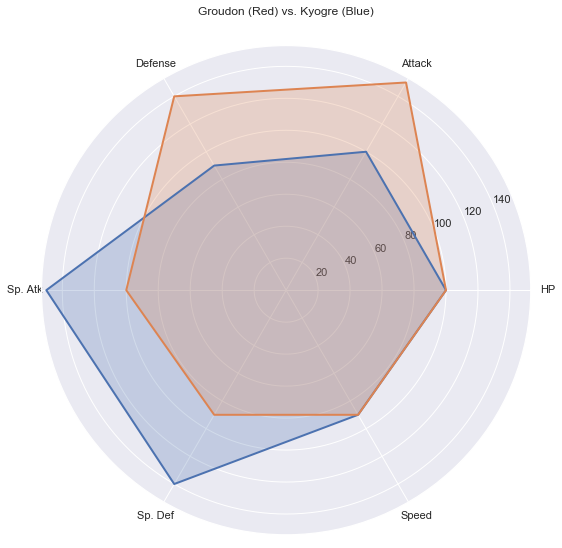 Groudon (Red) vs. Kyogre (Blue)
Defense
Attack
140
120
100
80
60
40
20
Sp. Atk
HP
Sp. Def
Speed